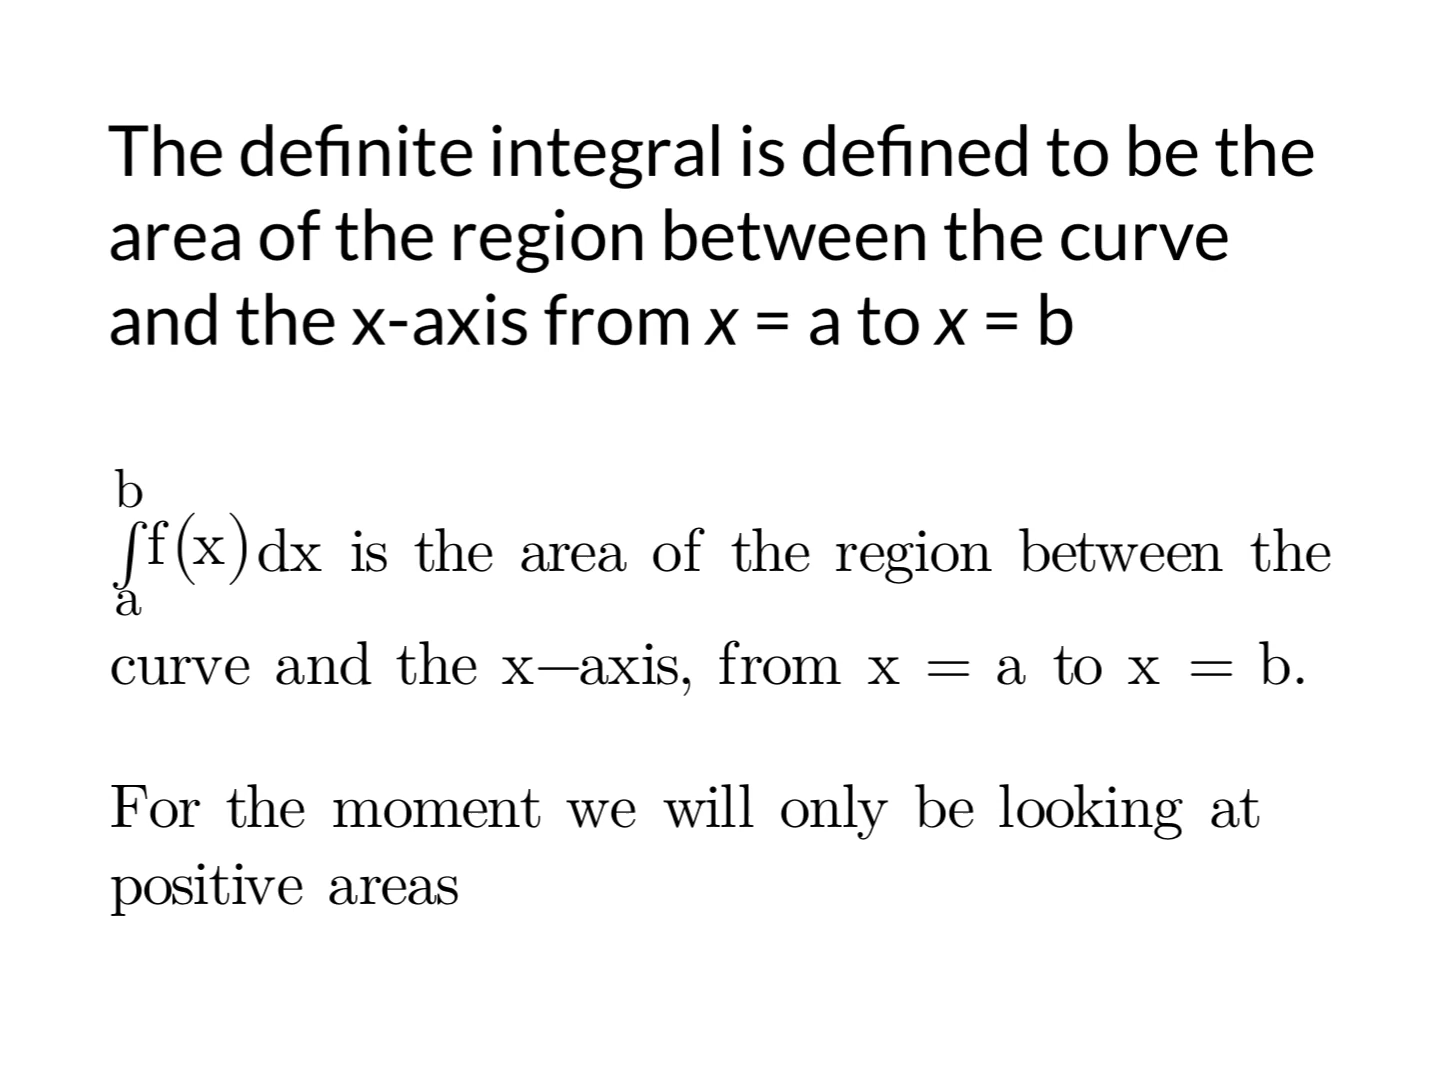 The definite integral is defined to be the
area of the region between the curve
and the x-axis from x = a to x = b
b
∫f(x)dx is the area of the region between the
a
curve and the x–axis, from x = a to x = b.
For the moment we will only be looking at
positive areas